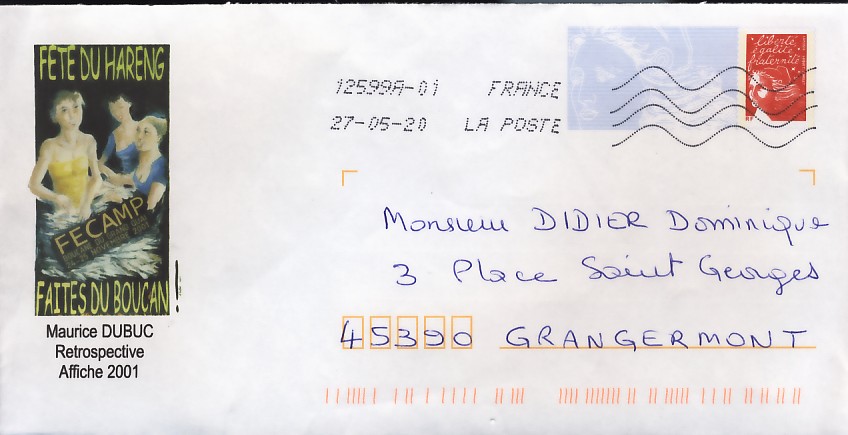 FÊTE DU HARENG
FECAMP
FAITES DU BOUCAN !
Maurice DUBUC
Retrospective
Affiche 2001
12599A-01 FRANCE
27-05-20 LA POSTE
liberté
égalité
fraternité
RF
Monsieur DIDIER Dominique
3 Place Saint Georges
45390 GRANGERMONT